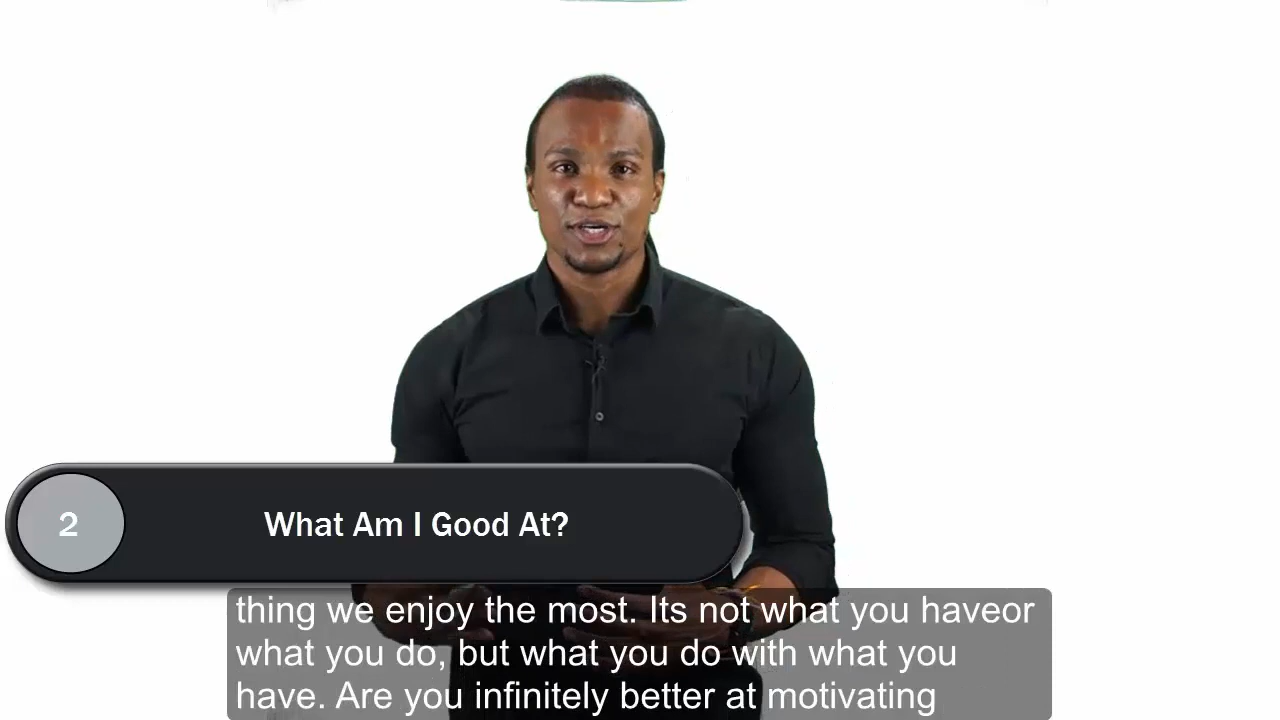 2
What Am I Good At?
thing we enjoy the most. Its not what you haveor
what you do, but what you do with what you
have. Are you infinitely better at motivating